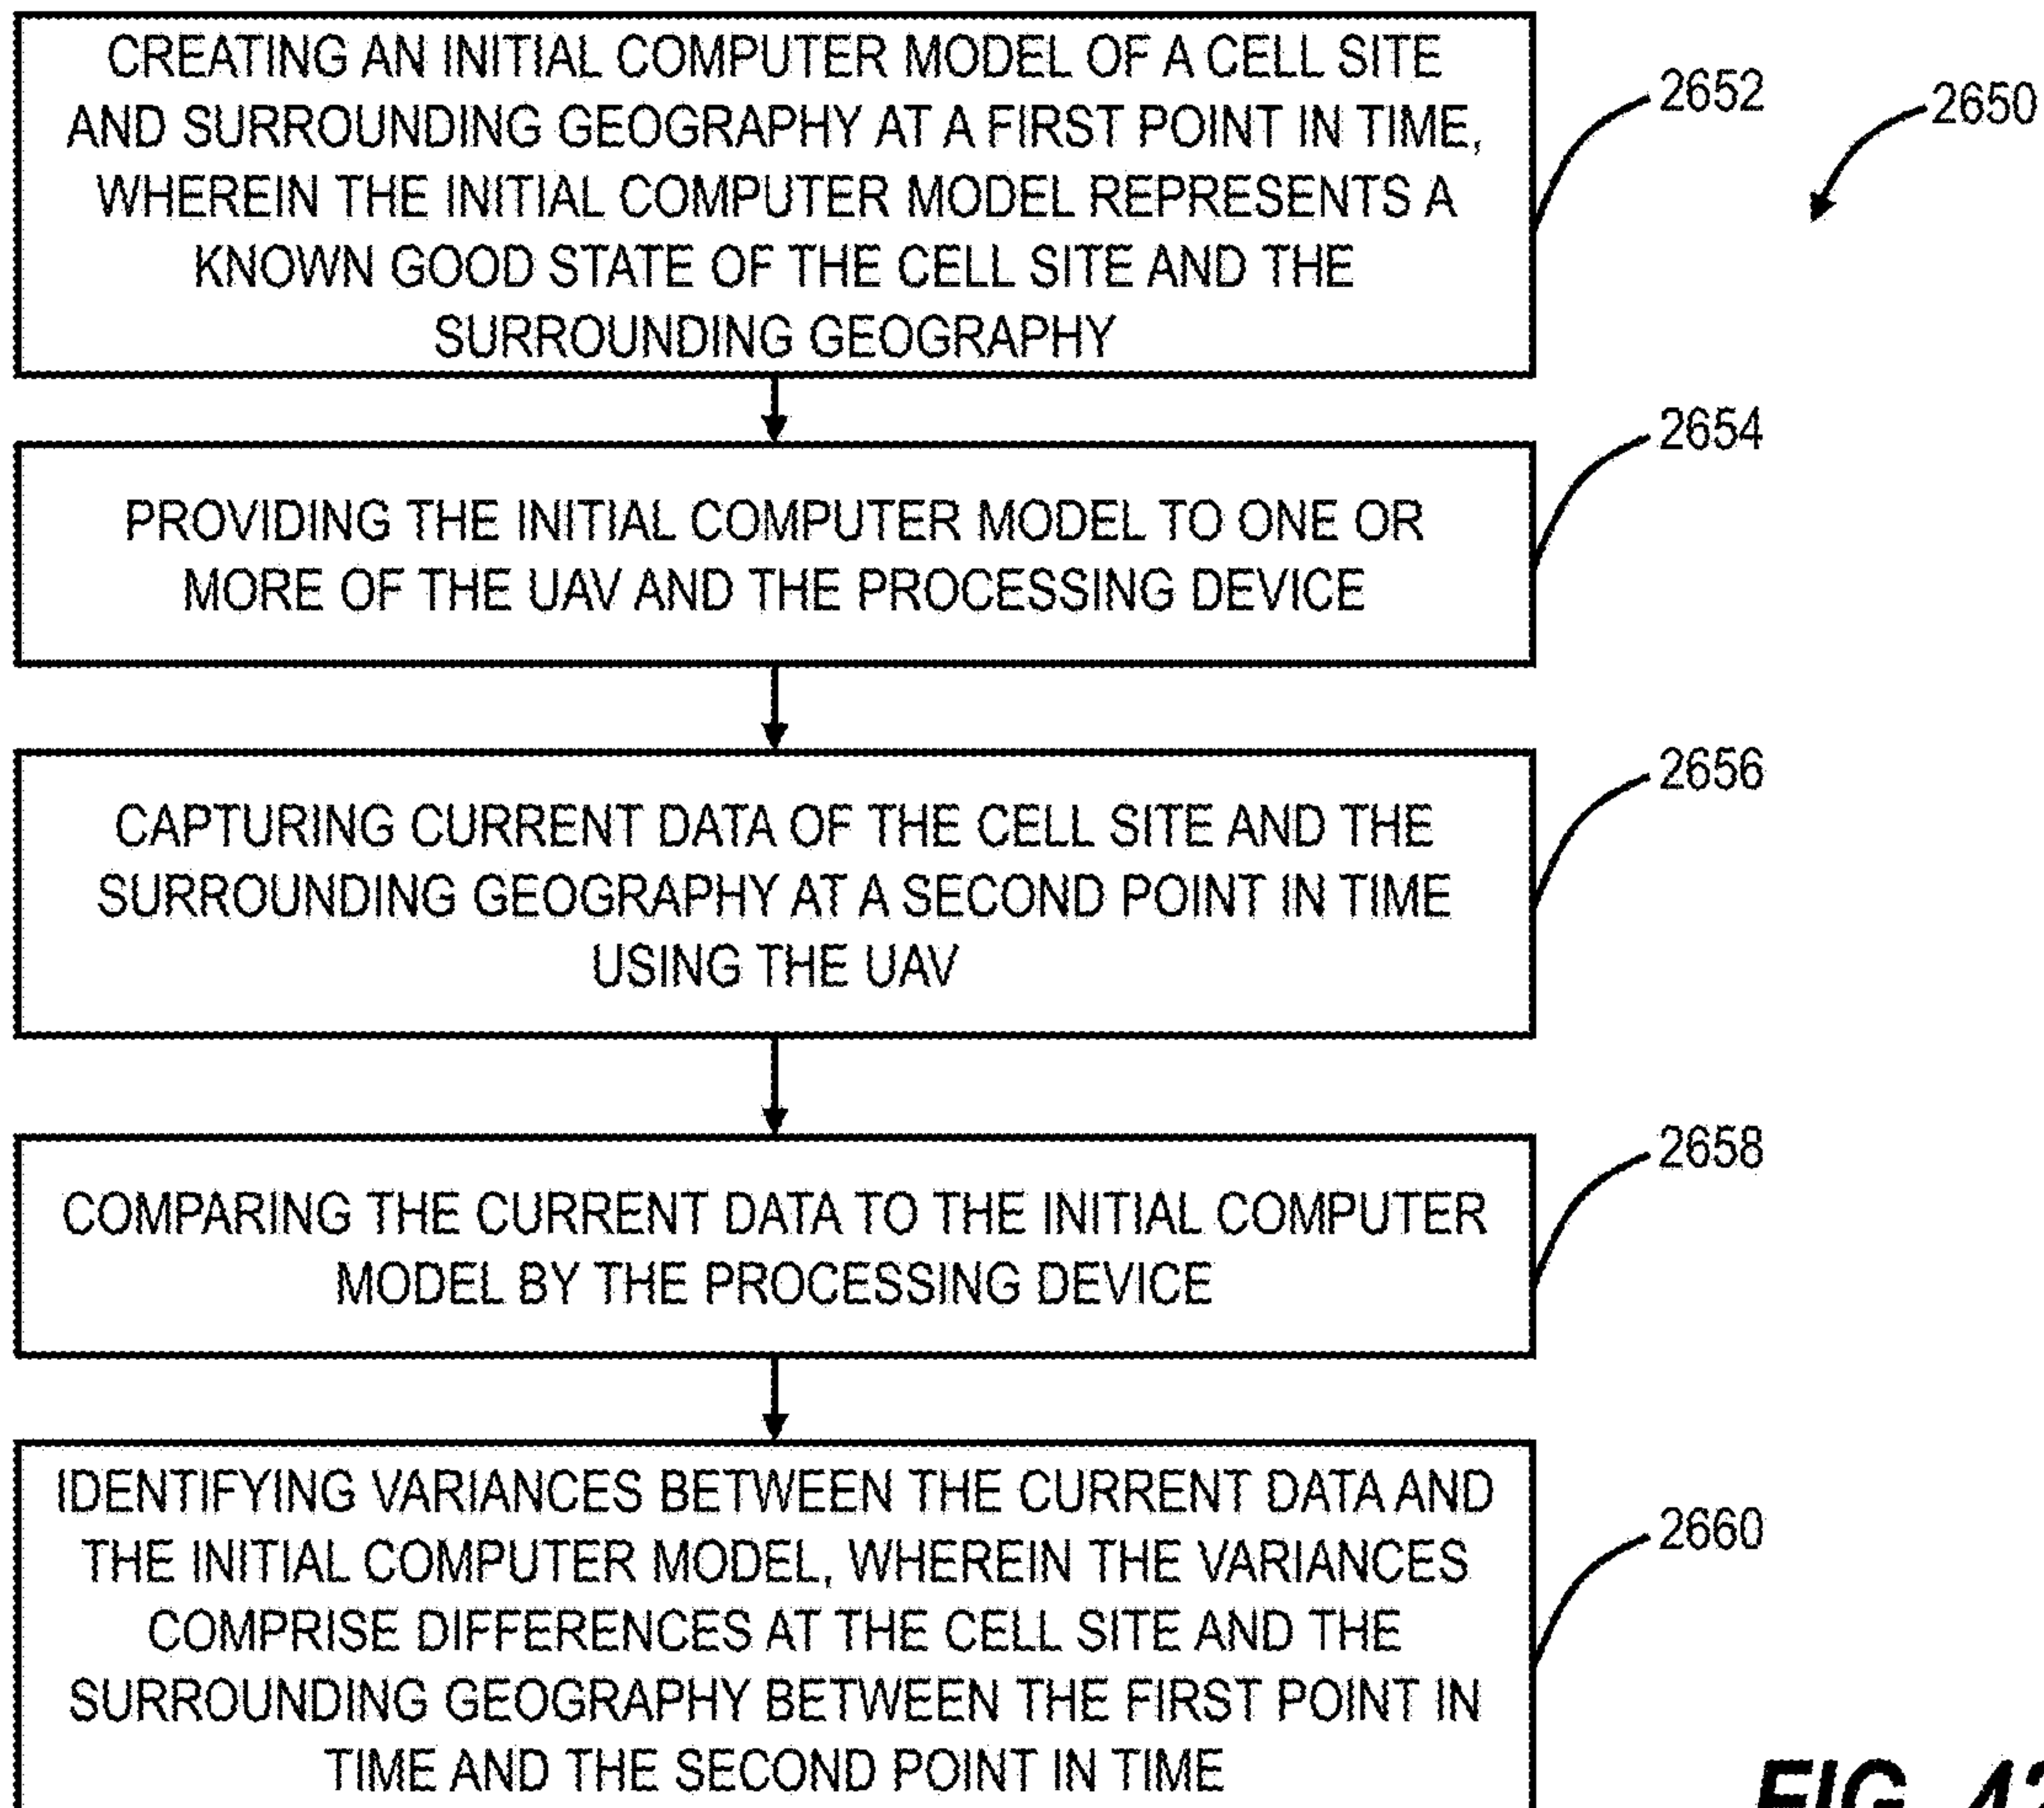 CREATING AN INITIAL COMPUTER MODEL OF A CELL SITE
AND SURROUNDING GEOGRAPHY AT A FIRST POINT IN TIME,
WHEREIN THE INITIAL COMPUTER MODEL REPRESENTS A
KNOWN GOOD STATE OF THE CELL SITE AND THE
SURROUNDING GEOGRAPHY
2652
2650
2654
PROVIDING THE INITIAL COMPUTER MODEL TO ONE OR
MORE OF THE UAV AND THE PROCESSING DEVICE
2656
CAPTURING CURRENT DATA OF THE CELL SITE AND THE
SURROUNDING GEOGRAPHY AT A SECOND POINT IN TIME
USING THE UAV
2658
COMPARING THE CURRENT DATA TO THE INITIAL COMPUTER
MODEL BY THE PROCESSING DEVICE
IDENTIFYING VARIANCES BETWEEN THE CURRENT DATA AND
THE INITIAL COMPUTER MODEL, WHEREIN THE VARIANCES
COMPRISE DIFFERENCES AT THE CELL SITE AND THE
SURROUNDING GEOGRAPHY BETWEEN THE FIRST POINT IN
TIME AND THE SECOND POINT IN TIME
2660
FIG.